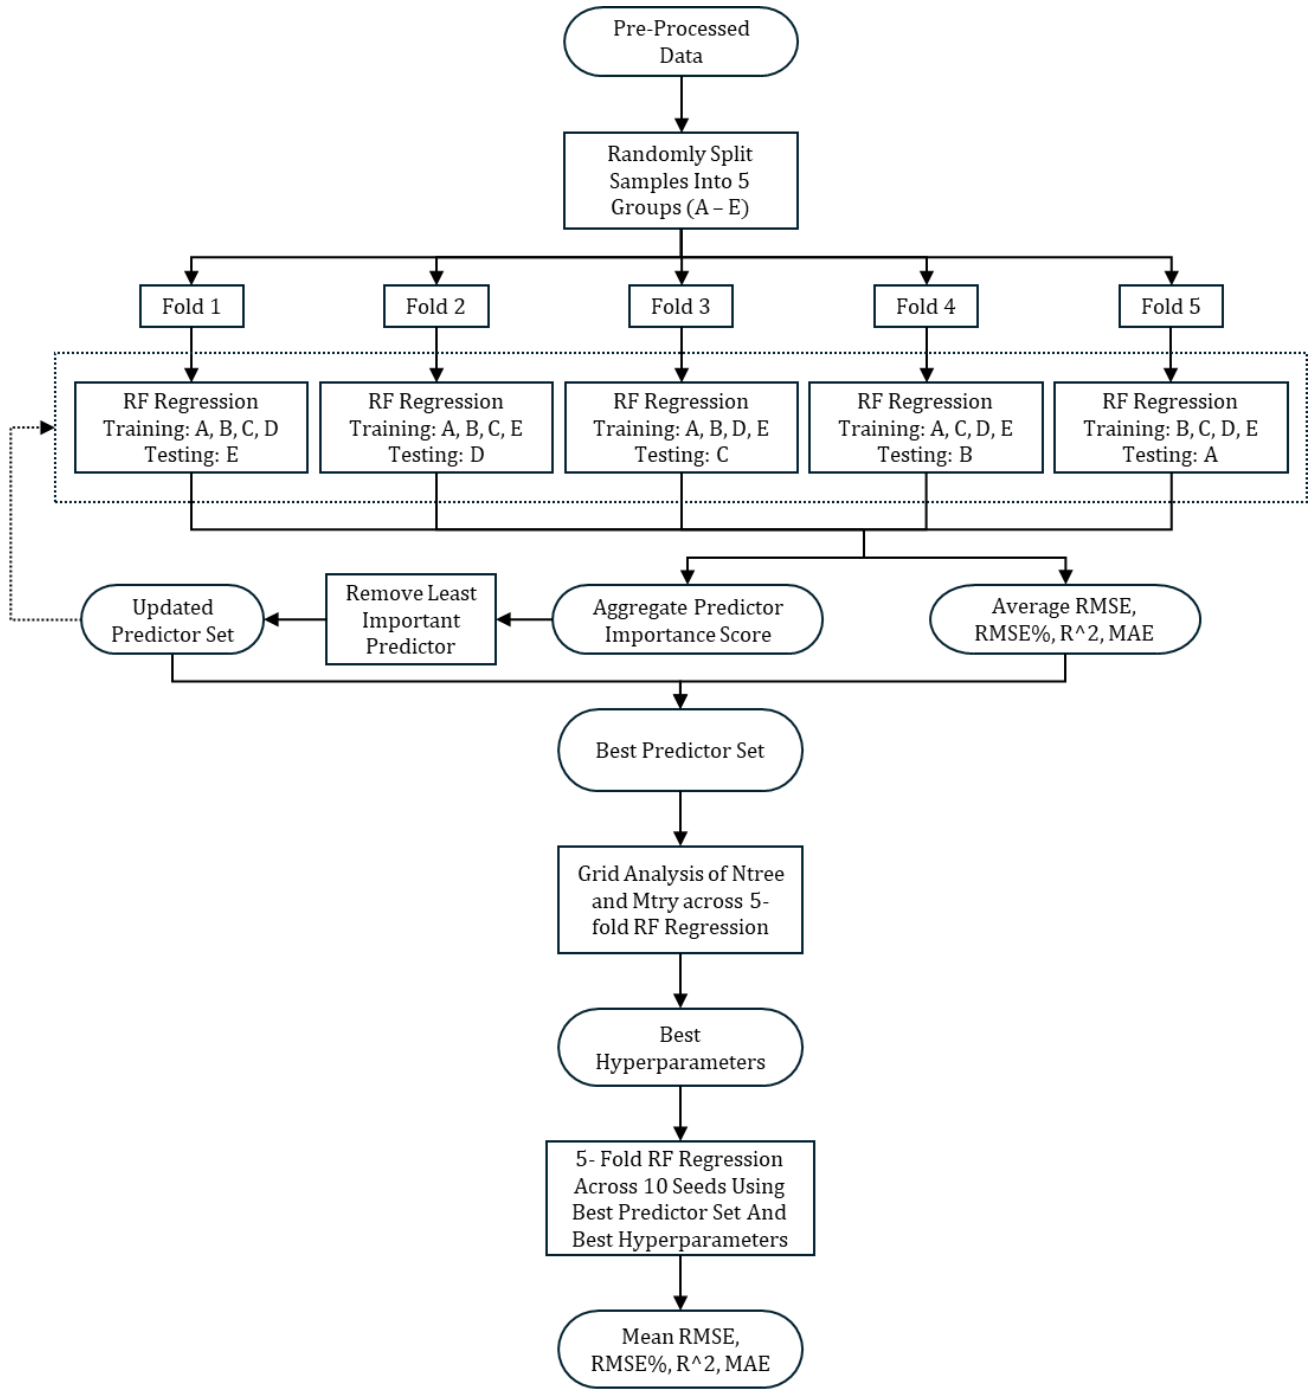 Pre-Processed
Data
Randomly Split
Samples Into 5
Groups (A – E)
Fold 1
Fold 2
Fold 3
Fold 4
Fold 5
RF Regression
Training: A, B, C, D
Testing: E
RF Regression
Training: A, B, C, E
Testing: D
RF Regression
Training: A, B, D, E
Testing: C
RF Regression
Training: A, C, D, E
Testing: B
RF Regression
Training: B, C, D, E
Testing: A
Updated
Predictor Set
Remove Least
Important
Predictor
Aggregate Predictor
Importance Score
Average RMSE,
RMSE%, R^2, MAE
Best Predictor Set
Grid Analysis of Ntree
and Mtry across 5-
fold RF Regression
Best
Hyperparameters
5- Fold RF Regression
Across 10 Seeds Using
Best Predictor Set And
Best Hyperparameters
Mean RMSE,
RMSE%, R^2, MAE